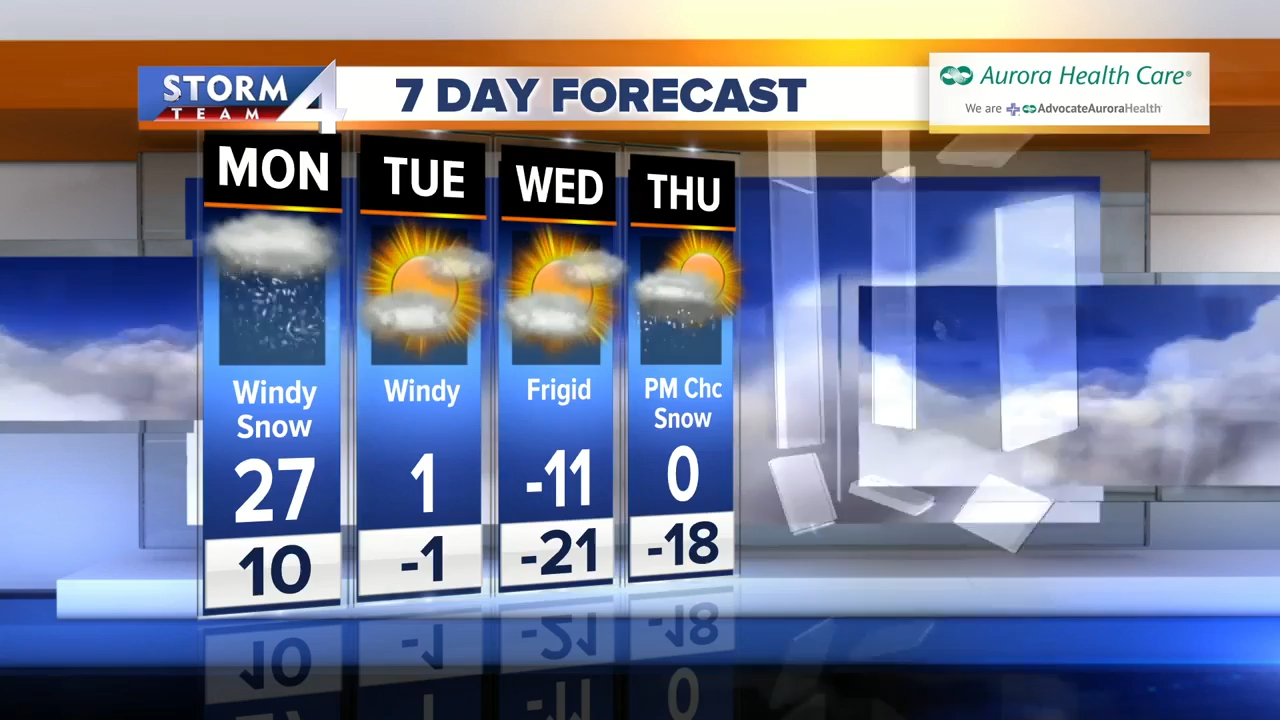 STORM
TEAM
4
7 DAY FORECAST
Aurora Health Care®
We are AdvocateAuroraHealth
MON
TUE
WED
THU
Windy
Snow
Windy
Frigid
PM Chc
Snow
27
1
-11
0
10
-1
-21
-18